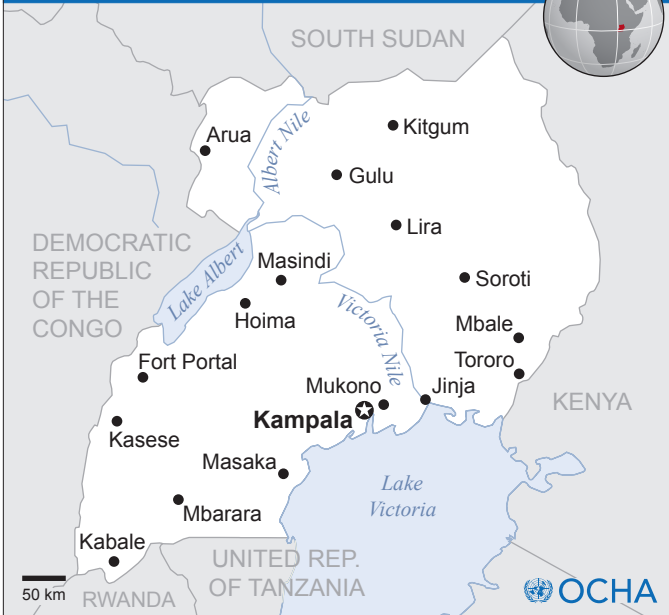 SOUTH SUDAN
Arua
Albert Nile
Kitgum
Gulu
Lira
DEMOCRATIC
REPUBLIC
OF THE
CONGO
Lake Albert
Masindi
Soroti
Hoima
Victoria Nile
Mbale
Fort Portal
Tororo
Mukono
Jinja
Kampala
KENYA
Kasese
Masaka
Lake
Victoria
Mbarara
Kabale
UNITED REP.
OF TANZANIA
50 km
RWANDA
OCHA